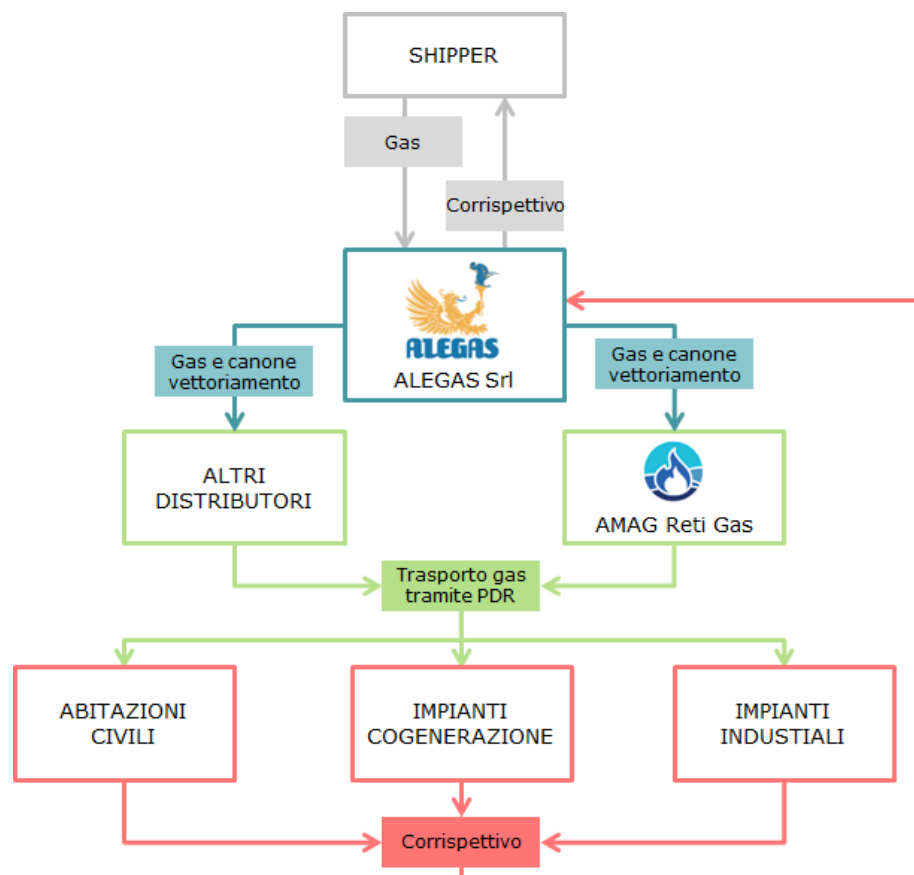 SHIPPER
Gas
Corrispettivo
ALEGAS
ALEGAS Srl
Gas e canone
vettoriamento
Gas e canone
vettoriamento
ALTRI
DISTRIBUTORI
AMAG Reti Gas
Trasporto gas
tramite PDR
ABITAZIONI
CIVILI
IMPIANTI
COGENERAZIONE
IMPIANTI
INDUSTIALI
Corrispettivo